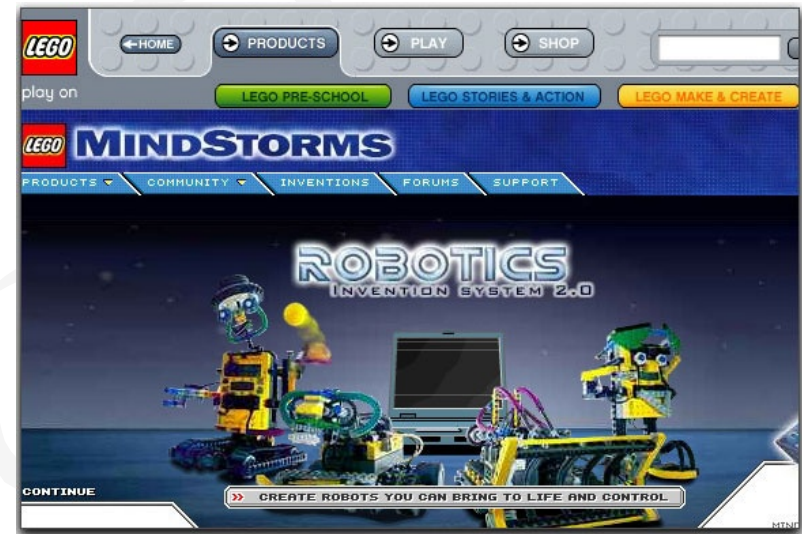 LEGO
HOME
PRODUCTS
PLAY
SHOP
play on
LEGO PRE-SCHOOL
LEGO STORIES & ACTION
LEGO MAKE & CREATE
LEGO
MINDSTORMS
PRODUCTS
COMMUNITY
INVENTIONS
FORUMS
SUPPORT
ROBOTICS
INVENTION SYSTEM 2.0
CONTINUE
CREATE ROBOTS YOU CAN BRING TO LIFE AND CONTROL
MIND